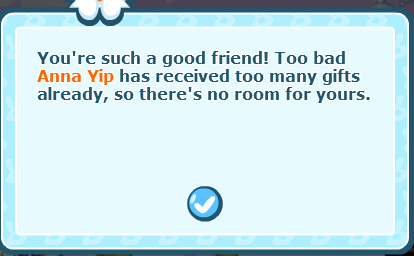 You're such a good friend! Too bad
Anna Yip has received too many gifts
already, so there's no room for yours.